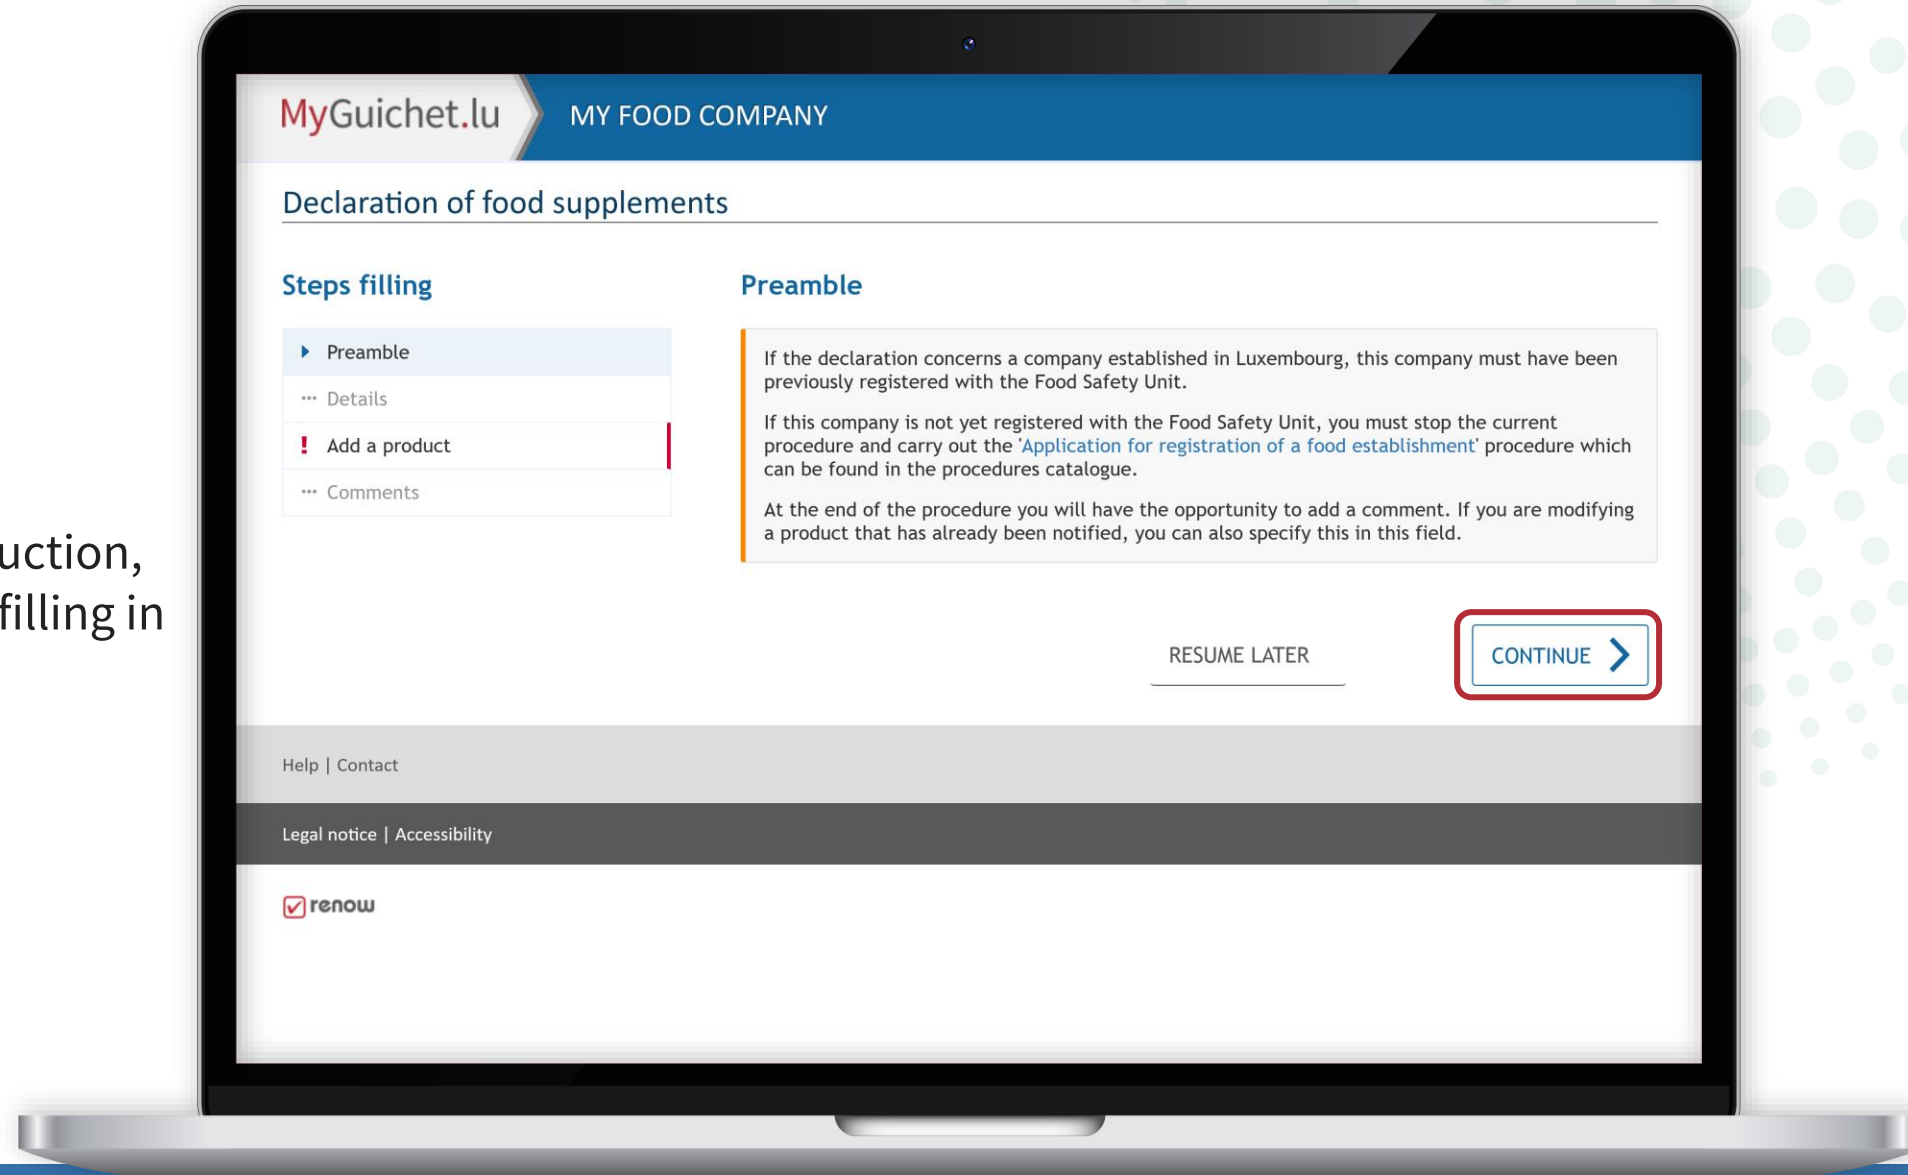 MyGuichet.lu
MY FOOD COMPANY
Declaration of food supplements
Steps filling
Preamble
Details
! Add a product
Comments
Preamble
If the declaration concerns a company established in Luxembourg, this company must have been
previously registered with the Food Safety Unit.
If this company is not yet registered with the Food Safety Unit, you must stop the current
procedure and carry out the 'Application for registration of a food establishment' procedure which
can be found in the procedures catalogue.
At the end of the procedure you will have the opportunity to add a comment. If you are modifying
a product that has already been notified, you can also specify this in this field.
RESUME LATER
CONTINUE
Help | Contact
Legal notice | Accessibility
renow
uction,
filling in